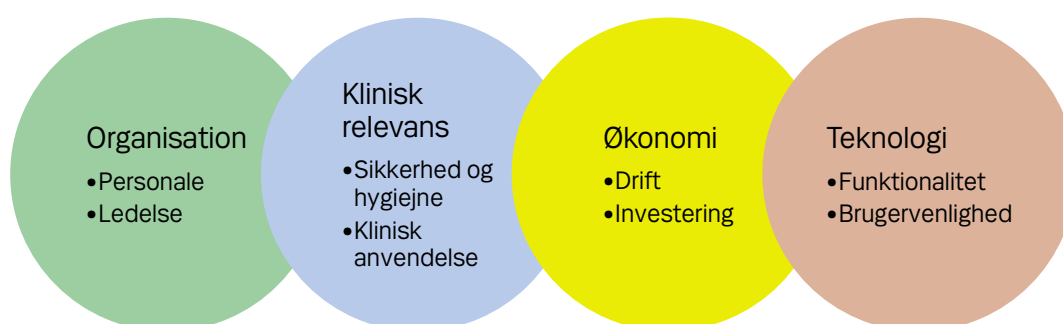 Organisation
•Personale
•Ledelse
Klinisk
relevans
•Sikkerhed og
hygiejne
•Klinisk
anvendelse
Økonomi
•Drift
•Investering
Teknologi
•Funktionalitet
•Brugervenlighed